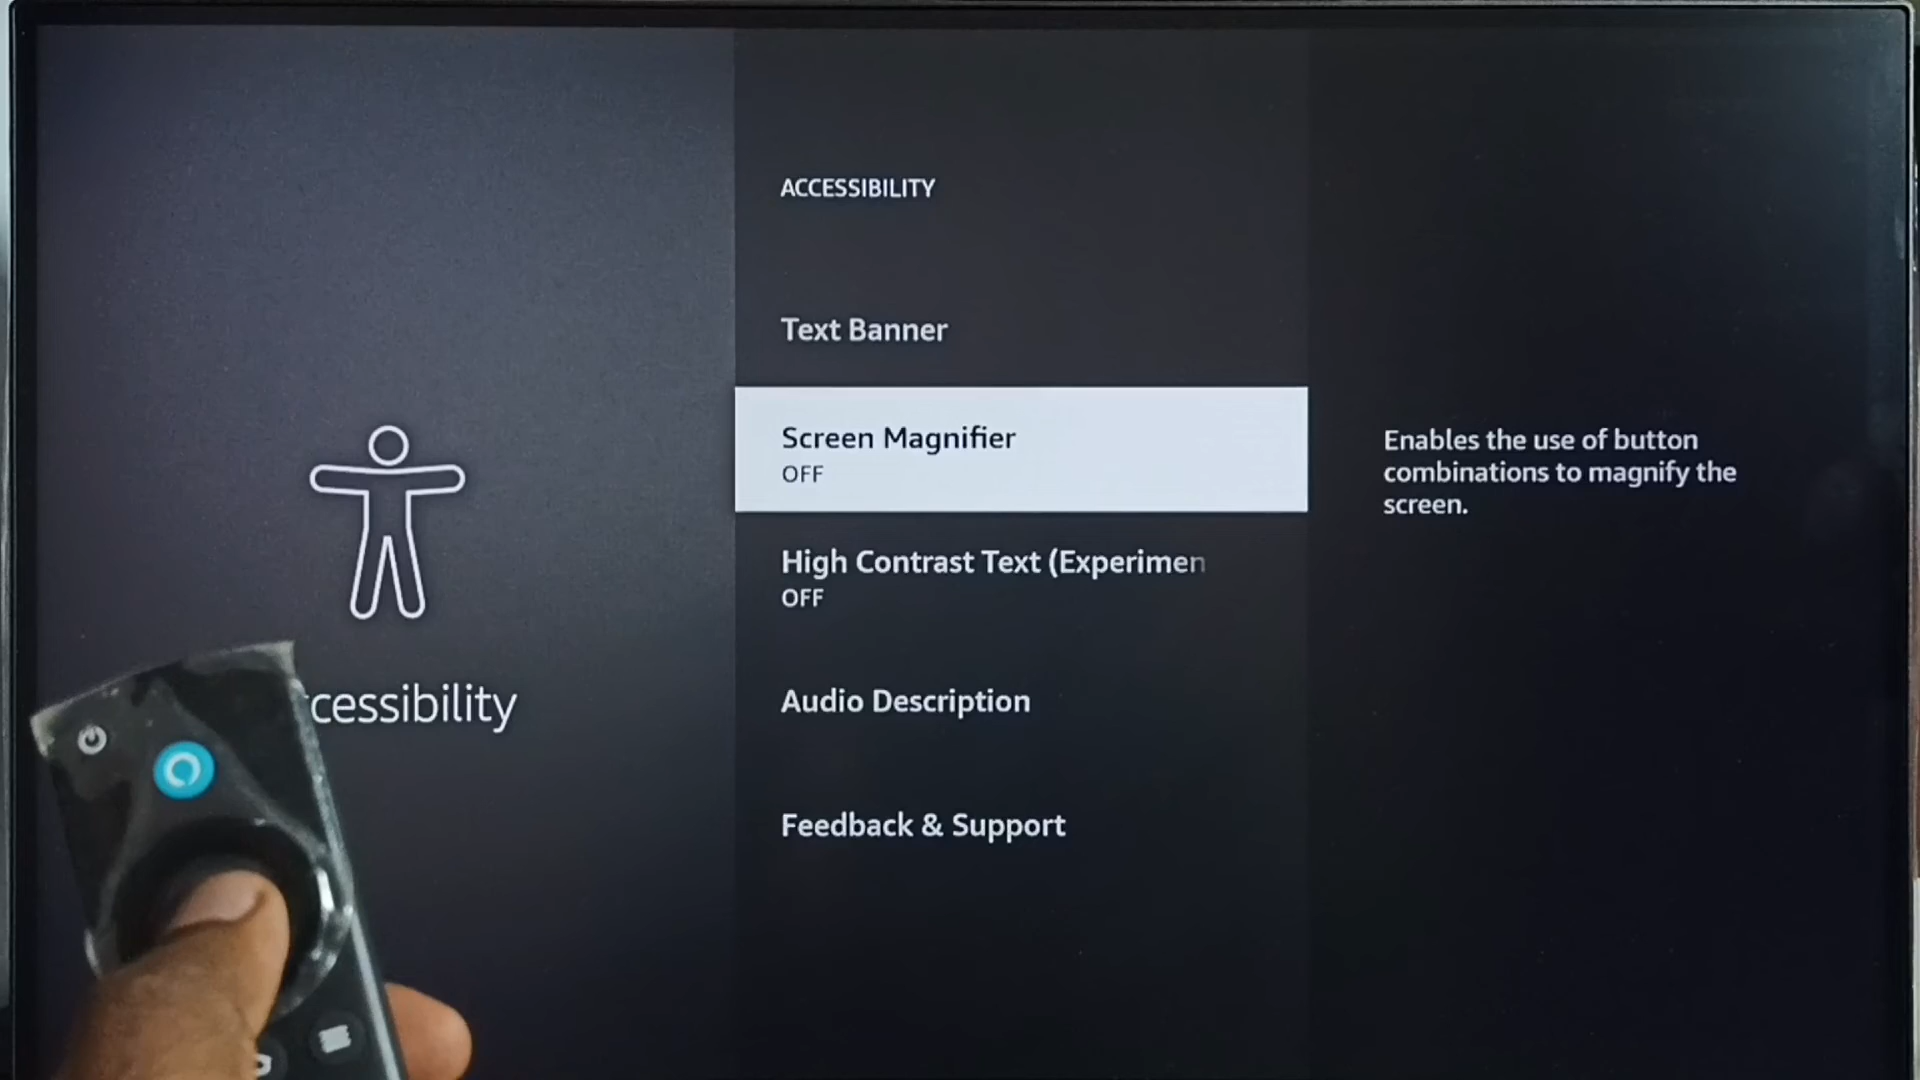 ACCESSIBILITY
Text Banner
Screen Magnifier
OFF
Enables the use of button
combinations to magnify the
screen.
High Contrast Text (Experimen
OFF
ccessibility
Audio Description
Feedback & Support